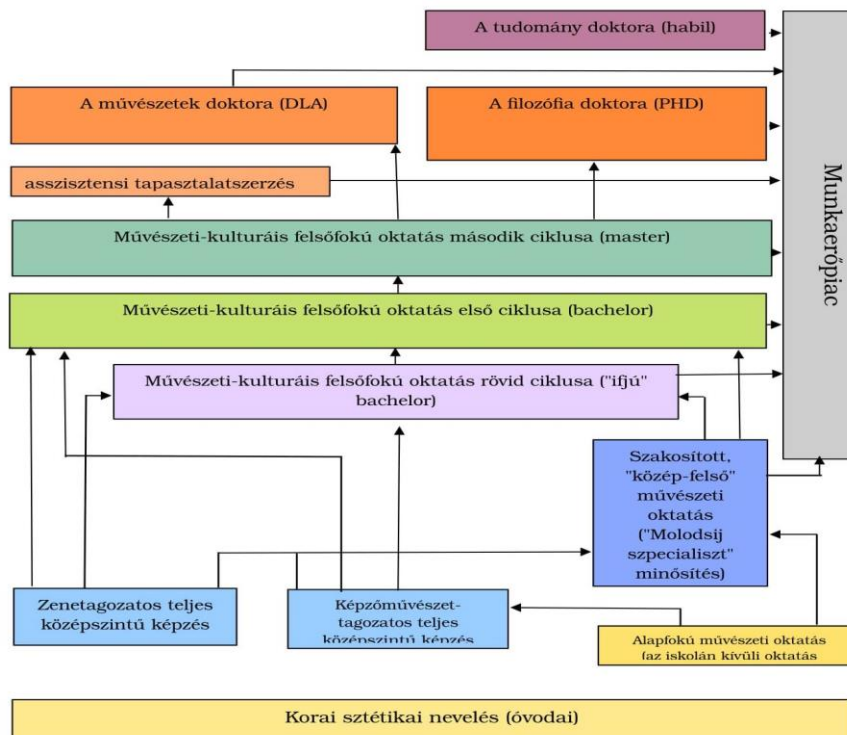 A tudomány doktora (habil)
A művészetek doktora (DLA)
A filozófia doktora (PHD)
asszisztensi tapasztalatszerzés
Művészeti-kulturáis felsőfokú oktatás második ciklusa (master)
Művészeti-kulturáis felsőfokú oktatás első ciklusa (bachelor)
Művészeti-kulturáis felsőfokú oktatás rövid ciklusa ("ifjú"
bachelor)
Munkaerőpiac
Szakosított,
"közép-felső"
művészeti
oktatás
("Molodsij
szpecialiszt"
minősítés)
Zenetagozatos teljes
középszintű képzés
Képzőművészet-
tagozatos teljes
középszintű képzés
Alapfokú művészeti oktatás
(az iskolán kívüli oktatás
Korai sztétikai nevelés (óvodai)